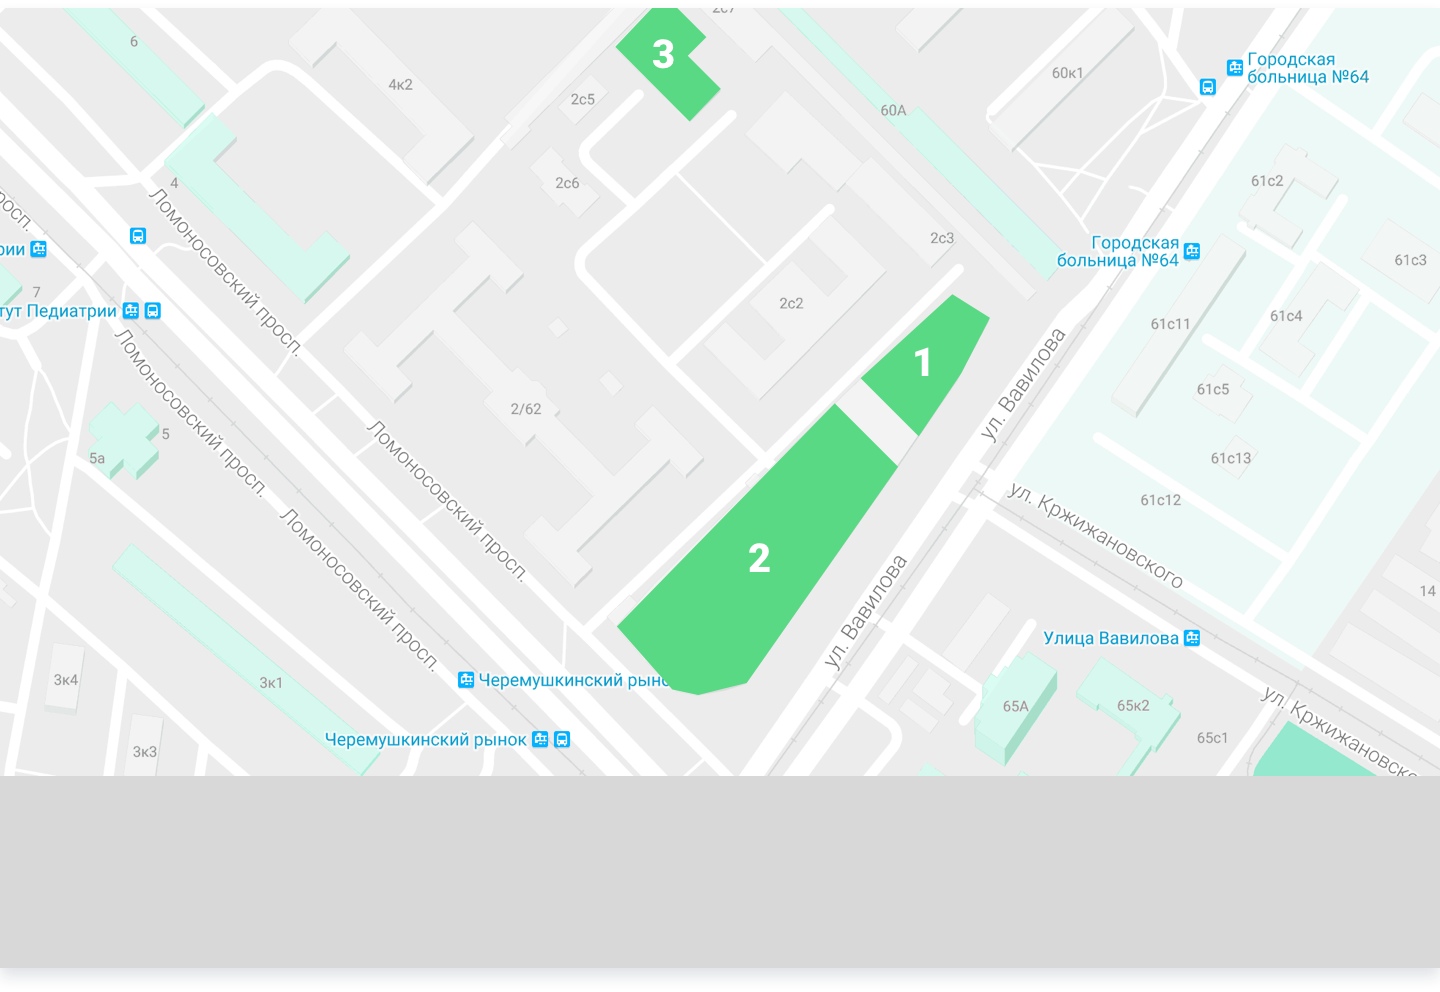 2с7
6
3
4к2
2с5
60А
60к1
Городская
больница №64
4
2с6
61с2
просп.
рии
Ломоносовский просп.
2с3
Городская
больница №64
61с3
7
тут Педиатрии
2с2
61с4
61с11
1
ул. Вавилова
Ломоносовский просп.
2/62
61с5
5
5а
61с13
Ломоносовский просп.
61с12
ул. Кржижановского
2
14
Ломоносовский просп.
ул. Вавилова
Улица Вавилова
3к4
3к1
Черемушкинский рыно
65А
65к2
ул. Кржижановско
65с1
3к3
Черемушкинский рынок